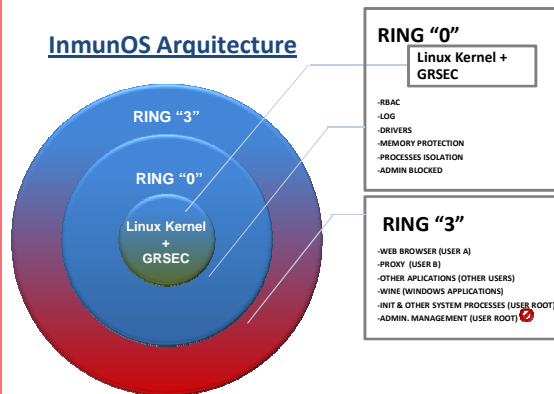 InmunOS Arquitecture
RING “3”
RING “0”
Linux Kernel
+
GRSEC
RING “0”
Linux Kernel +
GRSEC
-RBAC
-LOG
-DRIVERS
-MEMORY PROTECTION
-PROCESSES ISOLATION
-ADMIN BLOCKED
RING “3”
-WEB BROWSER (USER A)
-PROXY (USER B)
-OTHER APLICATIONS (OTHER USERS)
-WINE (WINDOWS APPLICATIONS)
-INIT & OTHER SYSTEM PROCESSES (USER ROOT)
-ADMIN. MANAGEMENT (USER ROOT)